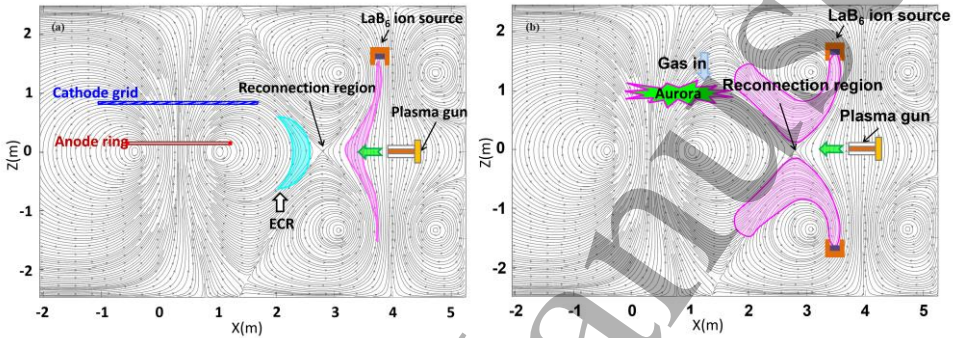 (a)
LaB6 ion source
Reconnection region
Cathode grid
Plasma gun
Anode ring
ECR
Z(m)
2
1
0
-1
-2
-2 -1 0 1 2 3 4 5
X(m)
(b)
LaB6 ion source
Gas in
Reconnection region
Aurora
Plasma gun
Z(m)
2
1
0
-1
-2
-2 -1 0 1 2 3 4 5
X(m)